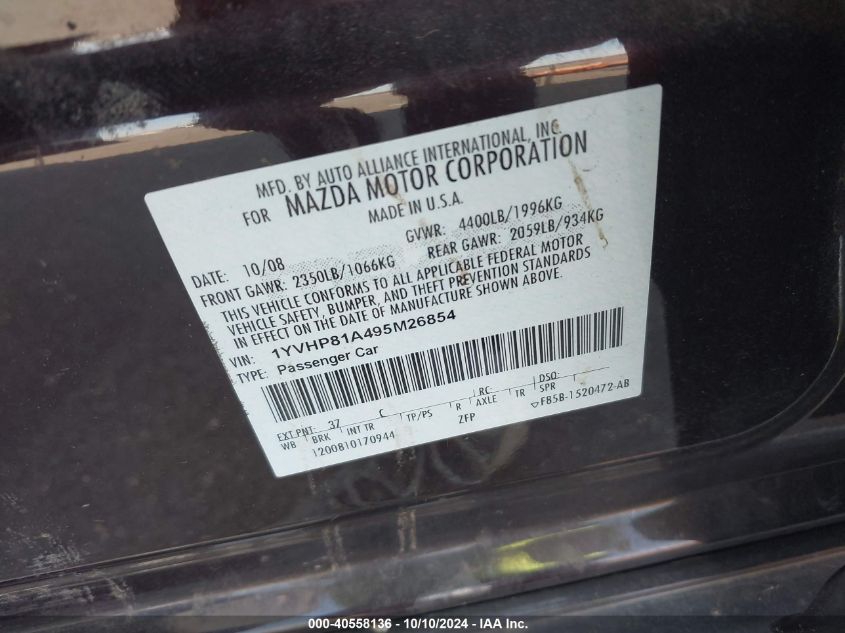 MFD. BY AUTO ALLIANCE INTERNATIONAL, INC.
FOR MAZDA MOTOR CORPORATION
MADE IN U.S.A.
DATE: 10/08 GVWR: 4400LB/1996KG
FRONT GAWR: 2350LB/1066KG REAR GAWR: 2059LB/934KG
THIS VEHICLE CONFORMS TO ALL APPLICABLE FEDERAL MOTOR
VEHICLE SAFETY, BUMPER, AND THEFT PREVENTION STANDARDS
IN EFFECT ON THE DATE OF MANUFACTURE SHOWN ABOVE.
VIN: 1YVHP81A495M26854
TYPE: Passenger Car
EXT PNT: 37 C RC: DSO:
WB BRK INT TR TP/PS R AXLE TR SPR
1200810170944 ZFP FB5B-1520472-AB
000-40558136 - 10/10/2024 - IAA Inc.